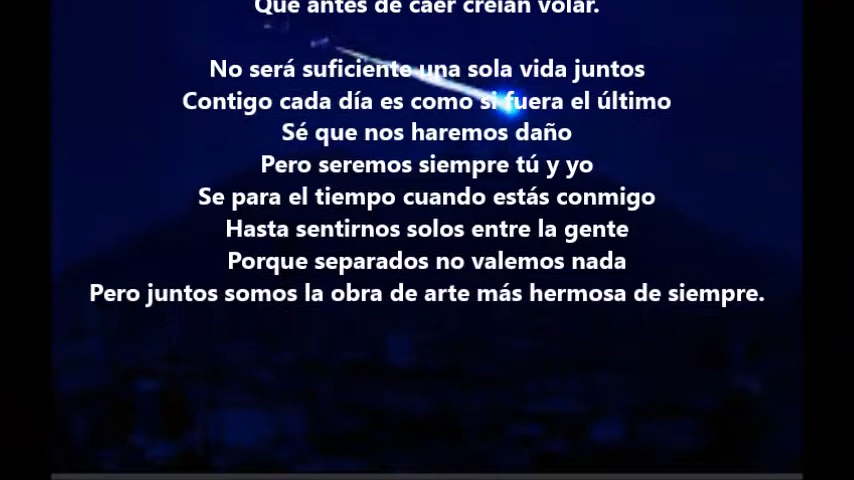 Que antes de caer creían volar.
No será suficiente una sola vida juntos
Contigo cada día es como si fuera el último
Sé que nos haremos daño
Pero seremos siempre tú y yo
Se para el tiempo cuando estás conmigo
Hasta sentirnos solos entre la gente
Porque separados no valemos nada
Pero juntos somos la obra de arte más hermosa de siempre.